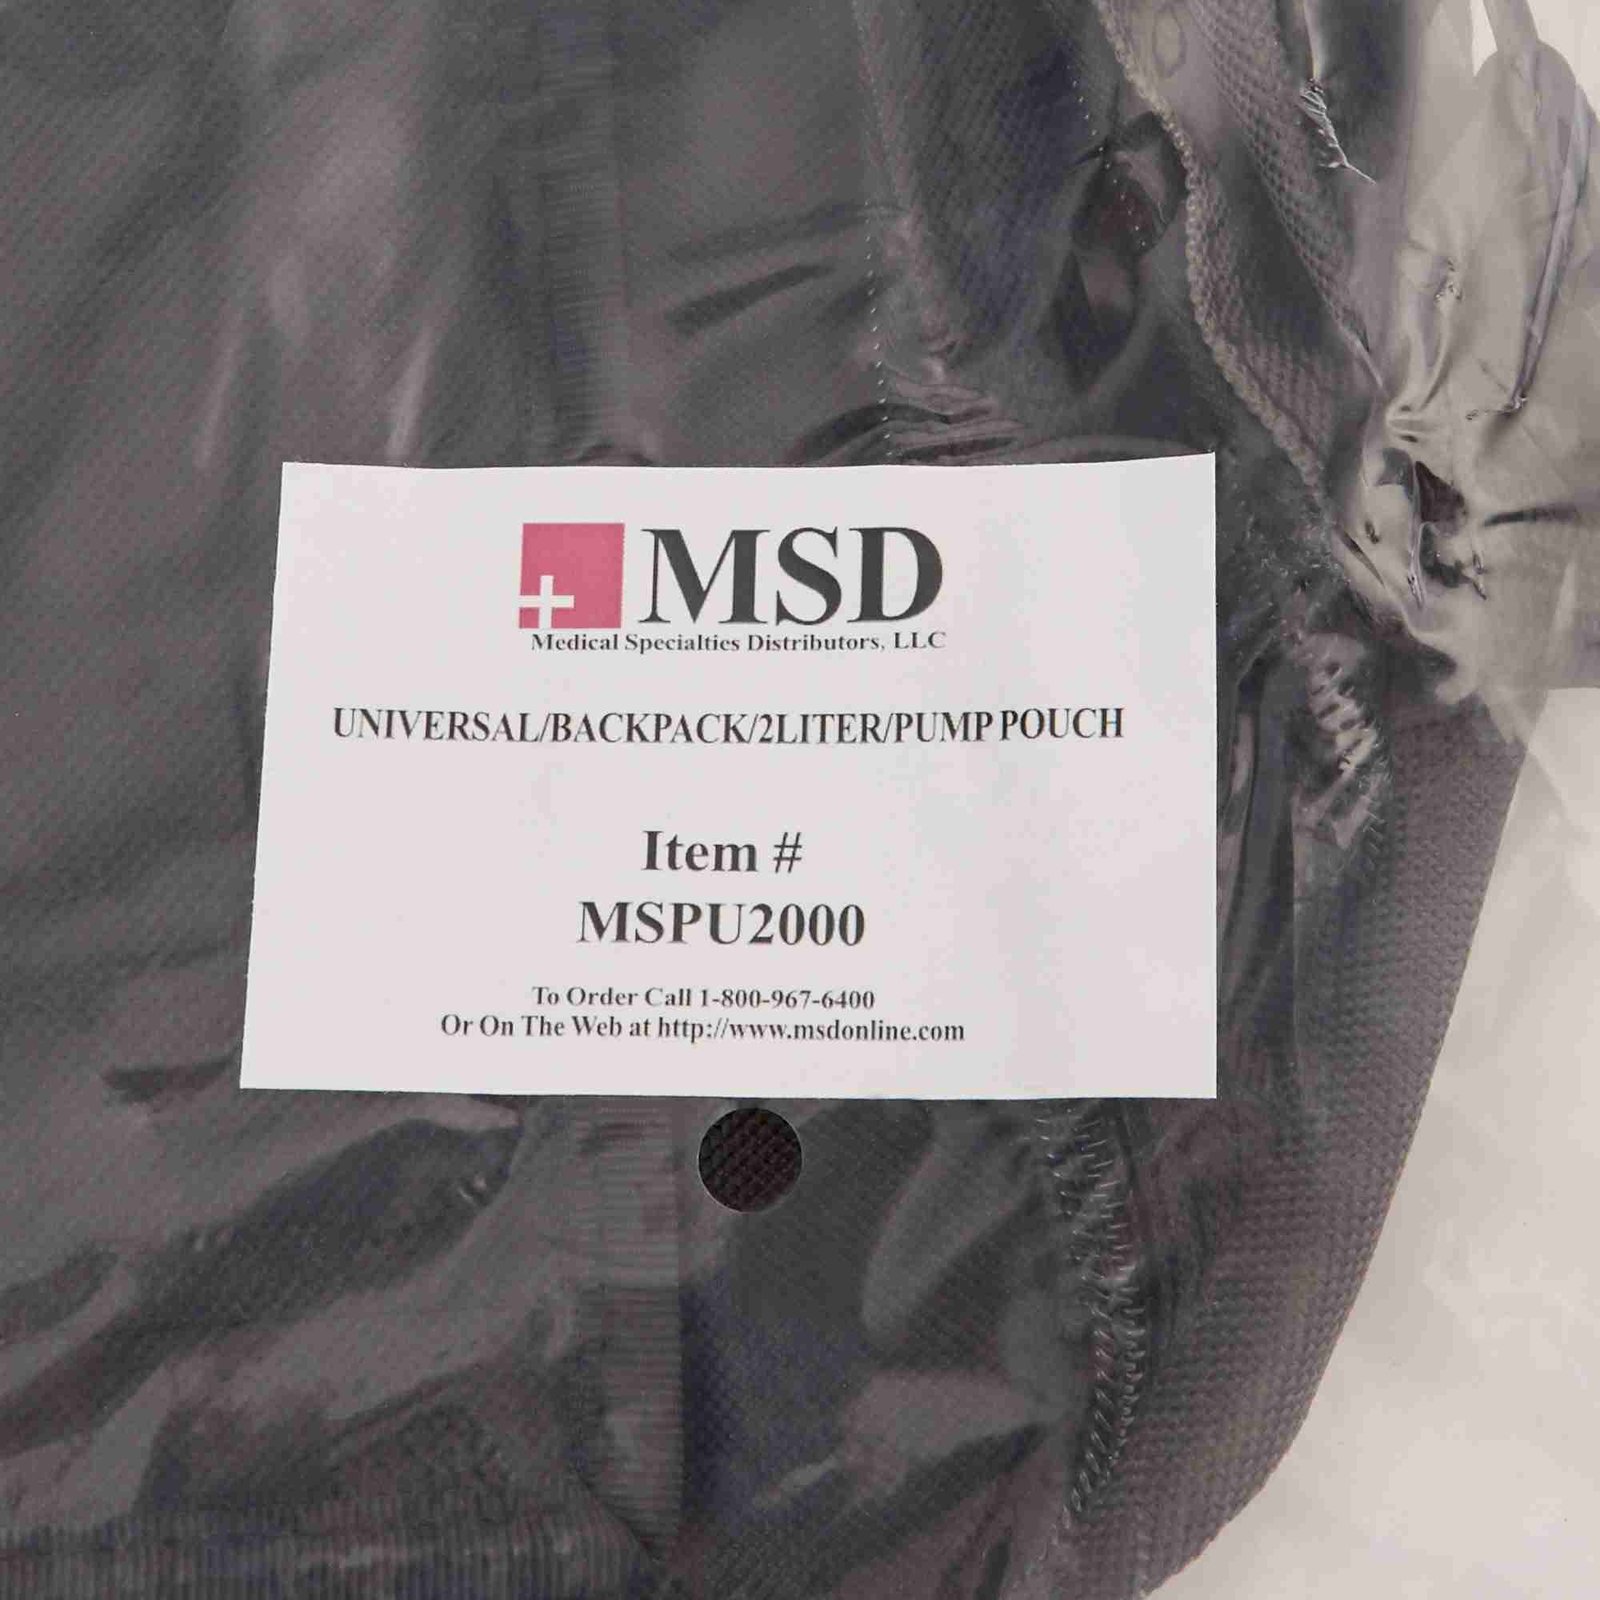 MSD
Medical Specialties Distributors, LLC
UNIVERSAL/BACKPACK/2LITER/PUMP POUCH
Item #
MSPU2000
To Order Call 1-800-967-6400
Or On The Web at http://www.msdonline.com